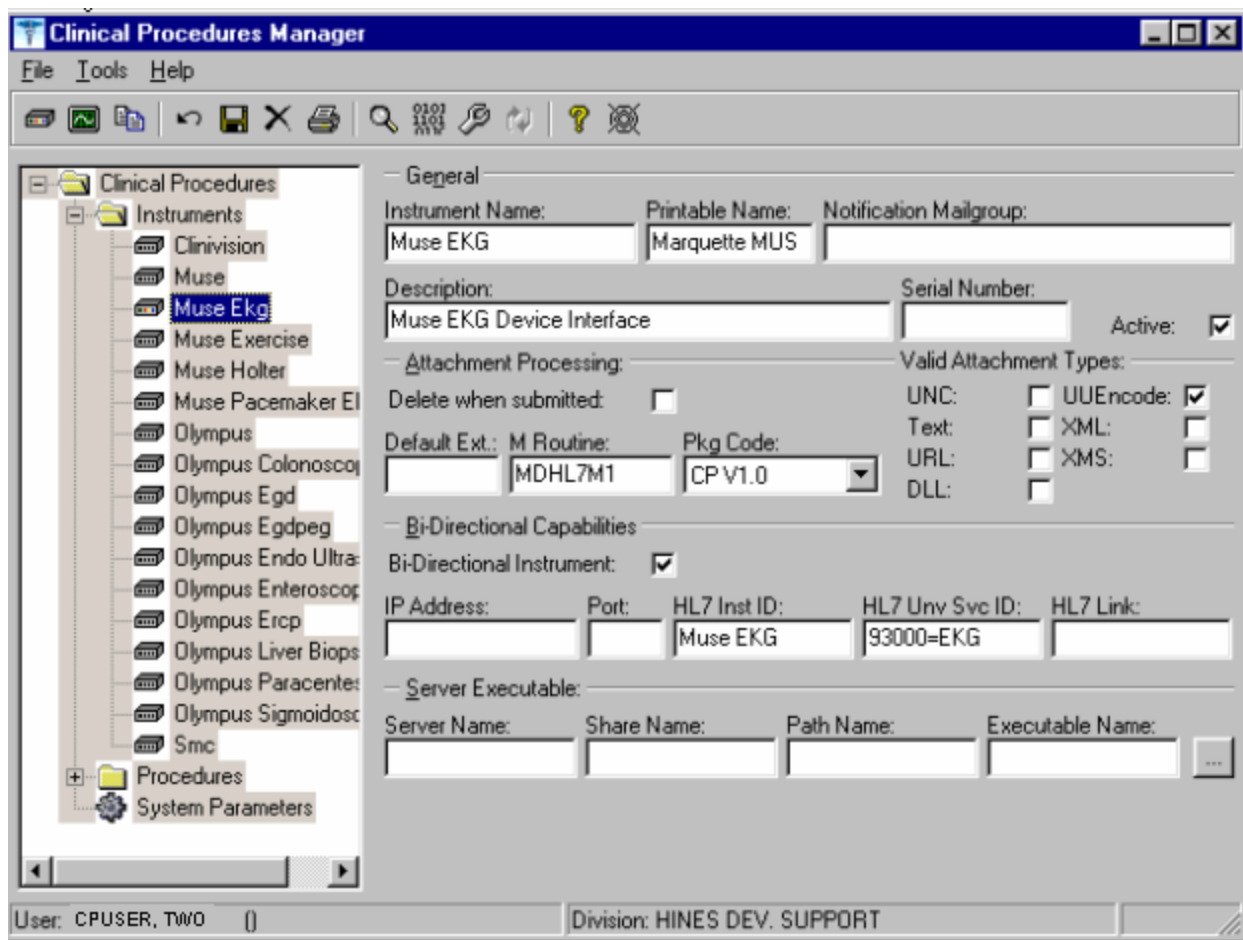 Clinical Procedures Manager
File Tools Help
Clinical Procedures
Instruments
Clinivision
Muse
Muse Ekg
Muse Exercise
Muse Holter
Muse Pacemaker El
Olympus
Olympus Colonoscop
Olympus Egd
Olympus Egdpeg
Olympus Endo Ultra
Olympus Enteroscop
Olympus Ercp
Olympus Liver Biops
Olympus Paracentes
Olympus Sigmoidosc
Smc
Procedures
System Parameters
General
Instrument Name: Printable Name: Notification Mailgroup:
Muse EKG Marquette MUS
Description: Serial Number:
Muse EKG Device Interface
Active:
Attachment Processing: Valid Attachment Types:
Delete when submitted: UNC: UUEncode:
Text: XML:
Default Ext.: M Routine: Pkg Code:
URL: XMS:
MDHL7M1 CP V1.0
DLL:
Bi-Directional Capabilities
Bi-Directional Instrument:
IP Address: Port: HL7 Inst ID: HL7 Unv Svc ID: HL7 Link:
Muse EKG 93000=EKG
Server Executable:
Server Name: Share Name: Path Name: Executable Name:
...
User: CPUSER, TWO () Division: HINES DEV. SUPPORT